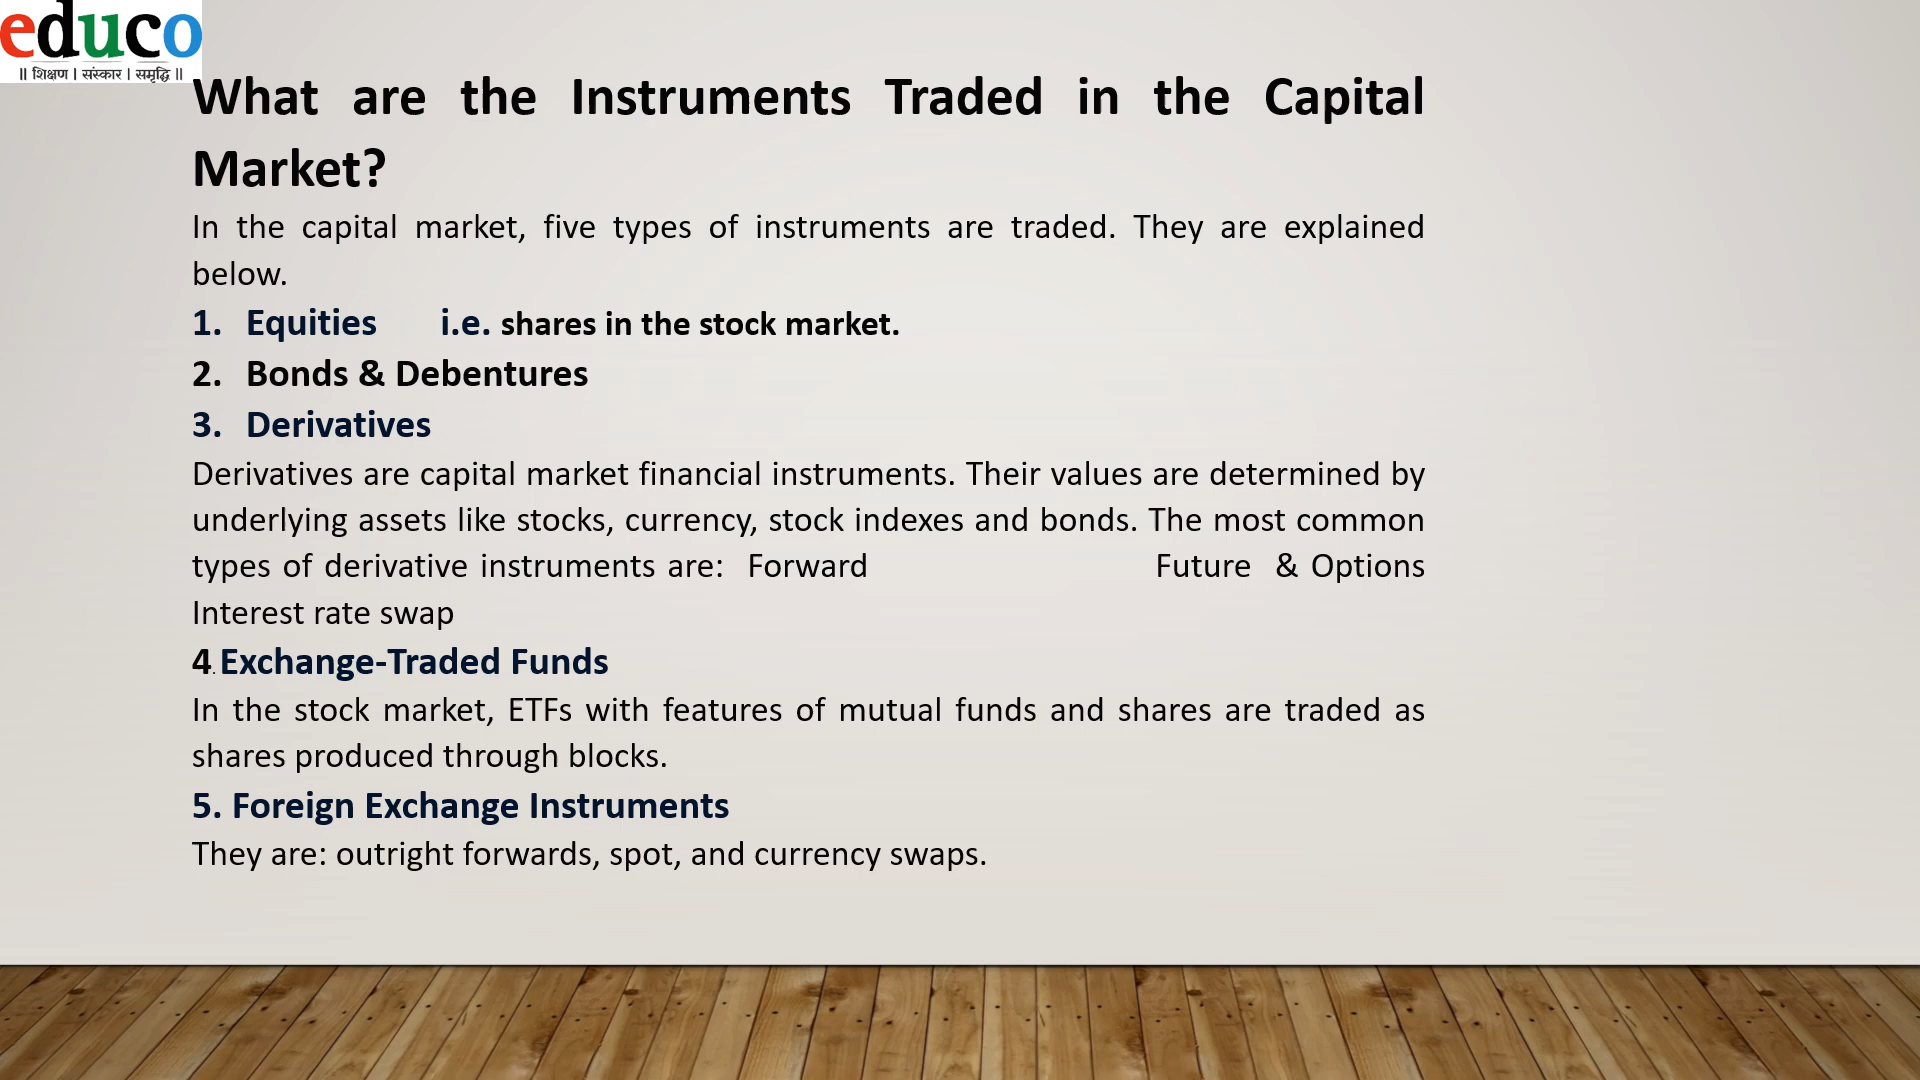 educo
|| शिक्षण | संस्कार | समृद्धि ||
What are the Instruments Traded in the Capital
Market?
In the capital market, five types of instruments are traded. They are explained
below.
1. Equities i.e. shares in the stock market.
2. Bonds & Debentures
3. Derivatives
Derivatives are capital market financial instruments. Their values are determined by
underlying assets like stocks, currency, stock indexes and bonds. The most common
types of derivative instruments are: Forward Future & Options
Interest rate swap
4.Exchange-Traded Funds
In the stock market, ETFs with features of mutual funds and shares are traded as
shares produced through blocks.
5. Foreign Exchange Instruments
They are: outright forwards, spot, and currency swaps.